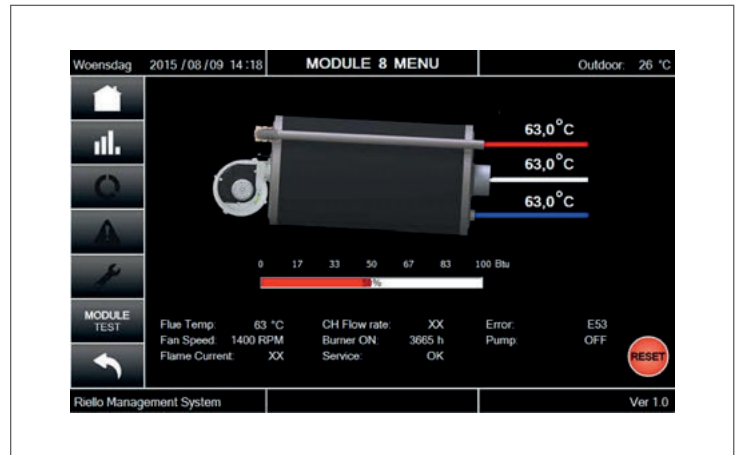 Woensdag 2015 / 08 / 09 14:18 MODULE 8 MENU Outdoor: 26 °C
63,0°C
63,0°C
63,0°C
0 17 33 50 67 83 100 Btu
50%
MODULE
TEST
Flue Temp: 63 °C CH Flow rate: XX Error: E53
Fan Speed: 1400 RPM Burner ON: 3665 h Pump: OFF
Flame Current: XX Service: OK
RESET
Riello Management System Ver 1.0